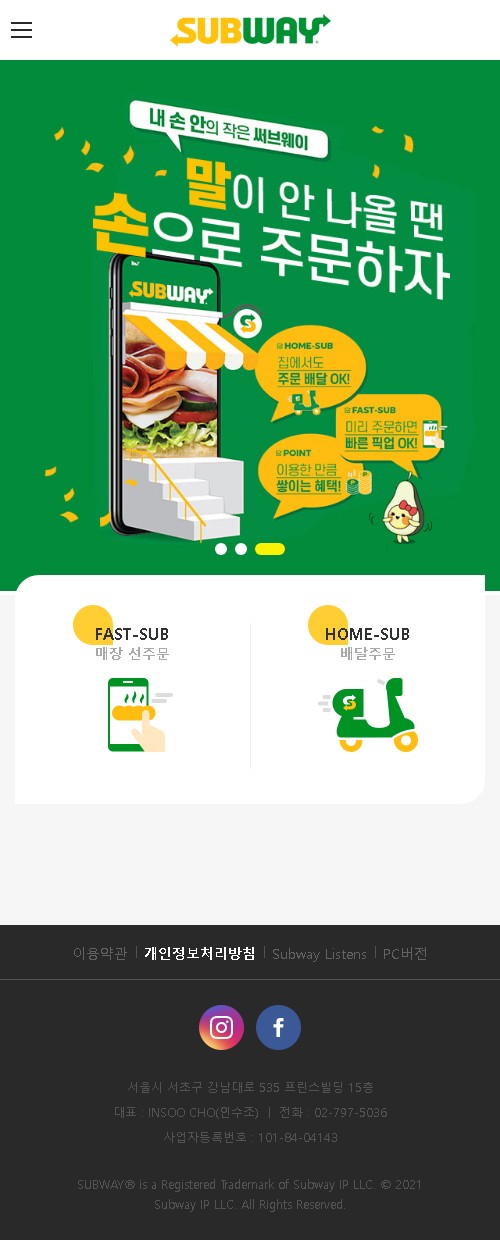 SUBWAY
내 손 안의 작은 써브웨이
말이 안 나올 땐
손으로 주문하자
SUBWAY
HOME-SUB
집에서도
주문 배달 OK!
FAST-SUB
미리 주문하면
빠른 픽업 OK!
POINT
이용한 만큼
쌓이는 혜택!
FAST-SUB
매장 선주문
HOME-SUB
배달주문
이용약관 | 개인정보처리방침 | Subway Listens | PC버전
서울시 서초구 강남대로 535 프린스빌딩 15층
대표 : INSOO CHO(인수조) | 전화 : 02-797-5036
사업자등록번호 : 101-84-04143
SUBWAY® is a Registered Trademark of Subway IP LLC. © 2021
Subway IP LLC. All Rights Reserved.